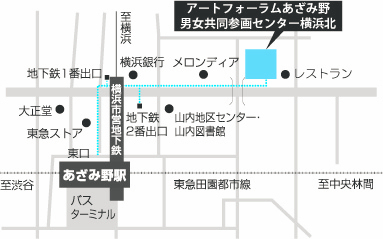 アートフォーラムあざみ野
男女共同参画センター横浜北
至横浜
横浜銀行
メロンディア
レストラン
地下鉄1番出口
横浜市営地下鉄
大正堂
東急ストア
地下鉄
2番出口
山内地区センター・
山内図書館
東口
あざみ野駅
至渋谷
東急田園都市線
至中央林間
バス
ターミナル